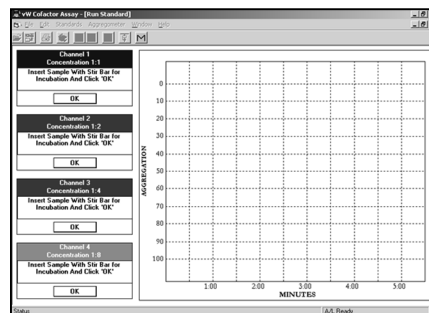 vW Cofactor Assay - [Run Standard]
File Edit Standards Aggregometer Window Help
M
Channel 1
Concentration 1:1
Insert Sample With Stir Bar for
Incubation And Click 'OK'
OK
Channel 2
Concentration 1:2
Insert Sample With Stir Bar for
Incubation And Click 'OK'
OK
Channel 3
Concentration 1:4
Insert Sample With Stir Bar for
Incubation And Click 'OK'
OK
Channel 4
Concentration 1:8
Insert Sample With Stir Bar for
Incubation And Click 'OK'
OK
AGGREGATION
0
10
20
30
40
50
60
70
80
90
100
1.00 2.00 3.00 4.00 5.00
MINUTES
Status A/L Ready